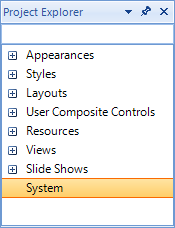 Project Explorer
Appearances
Styles
Layouts
User Composite Controls
Resources
Views
Slide Shows
System